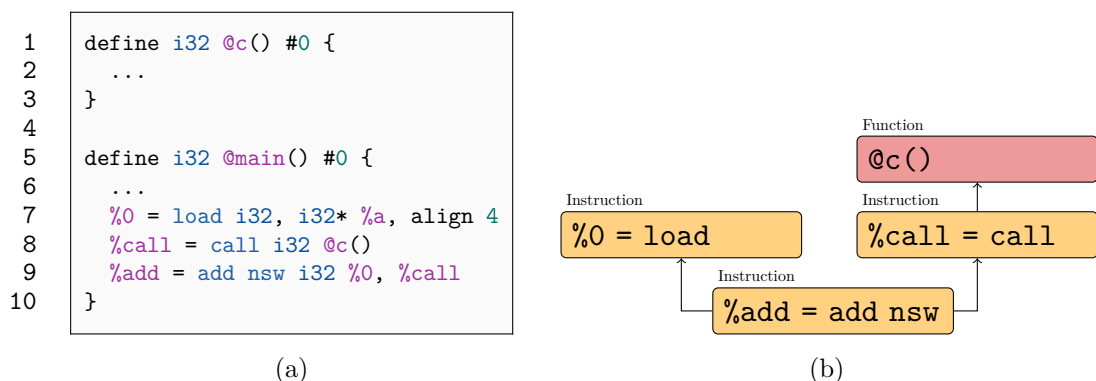 1 define i32 @c() #0 {
2 ...
3 }
4
5 define i32 @main() #0 {
6 ...
7 %0 = load i32, i32* %a, align 4
8 %call = call i32 @c()
9 %add = add nsw i32 %0, %call
10 }
(a)
Function
@c()
Instruction
%0 = load
Instruction
%call = call
Instruction
%add = add nsw
(b)